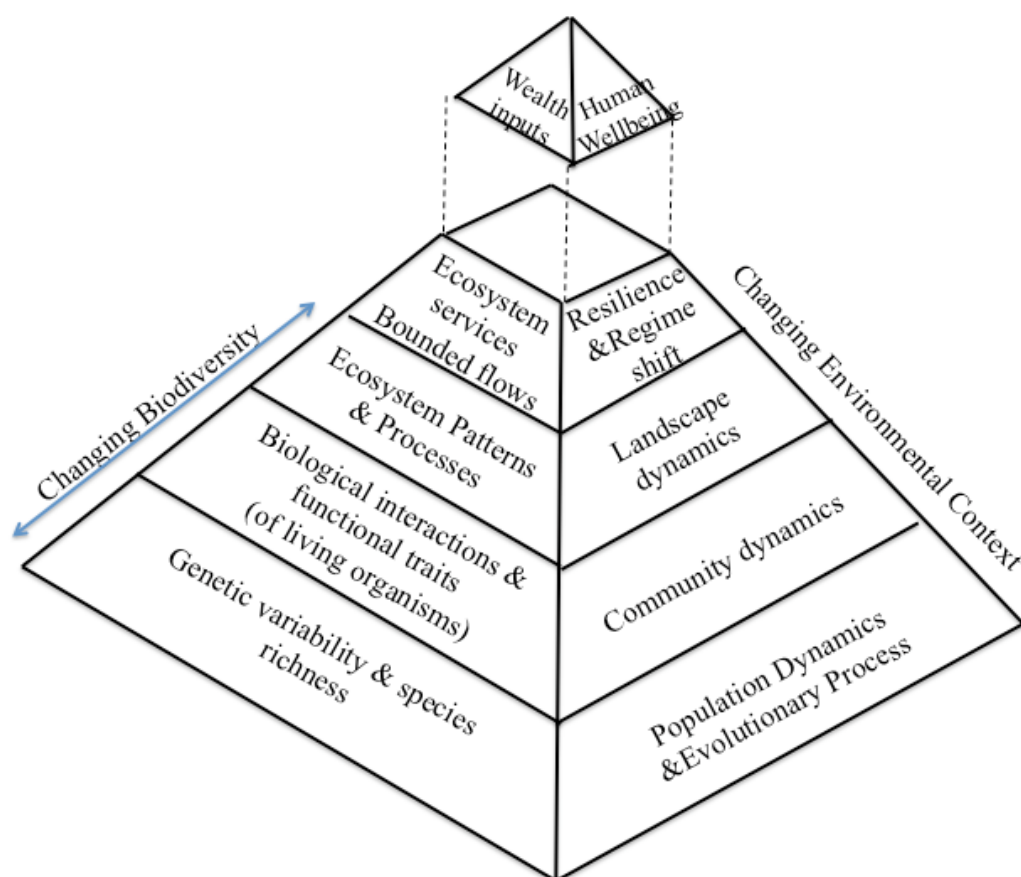 Wealth
inputs
Human
Wellbeing
Ecosystem
services
Bounded flows
Resilience
&Regime
shift
Ecosystem Patterns
& Processes
Landscape
dynamics
Biological interactions &
functional traits
(of living organisms)
Community dynamics
Genetic variability & species
richness
Population Dynamics
&Evolutionary Process
Changing Biodiversity
Changing Environmental Context